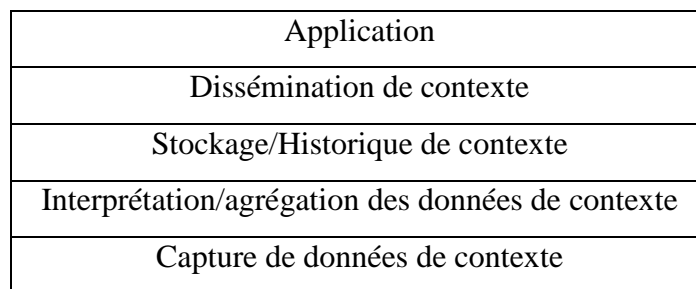 Application
Dissémination de contexte
Stockage/Historique de contexte
Interprétation/agrégation des données de contexte
Capture de données de contexte